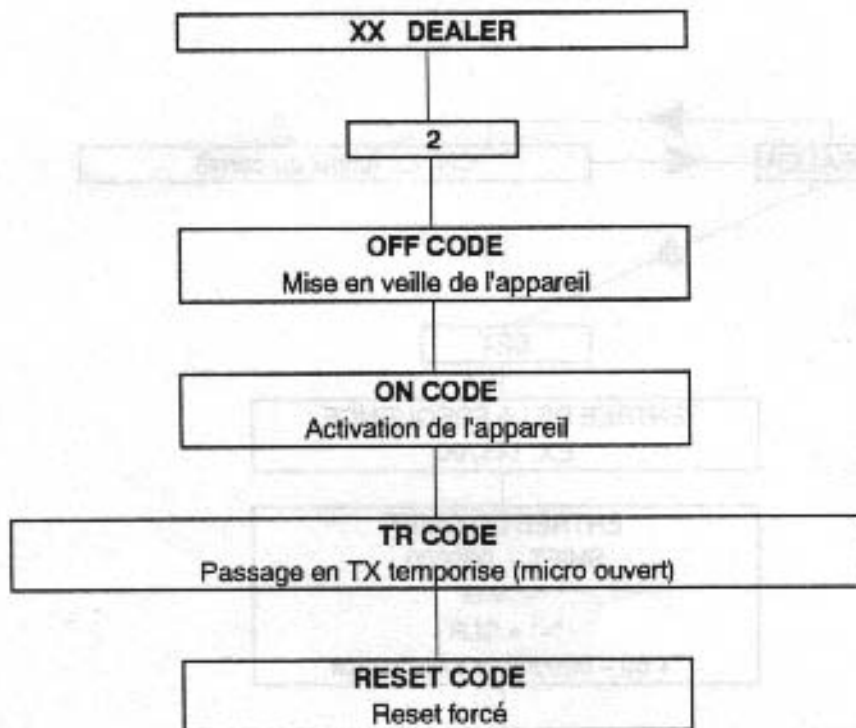 XX DEALER
2
OFF CODE
Mise en veille de l'appareil
ON CODE
Activation de l'appareil
TR CODE
Passage en TX temporise (micro ouvert)
RESET CODE
Reset forcé